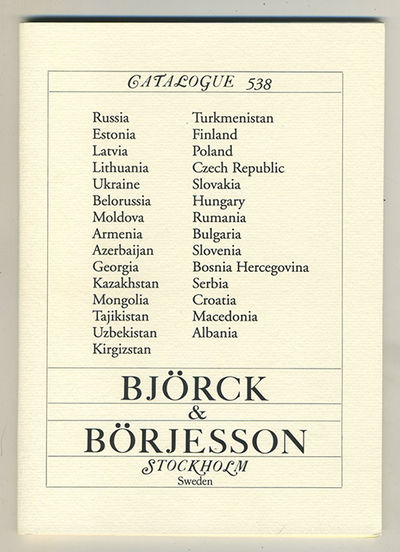 CATALOGUE 538
Russia
Estonia
Latvia
Lithuania
Ukraine
Belorussia
Moldova
Armenia
Azerbaijan
Georgia
Kazakhstan
Mongolia
Tajikistan
Uzbekistan
Kirgizstan
Turkmenistan
Finland
Poland
Czech Republic
Slovakia
Hungary
Rumania
Bulgaria
Slovenia
Bosnia Hercegovina
Serbia
Croatia
Macedonia
Albania
BJÖRCK
&
BÖRJESSON
STOCKHOLM
Sweden